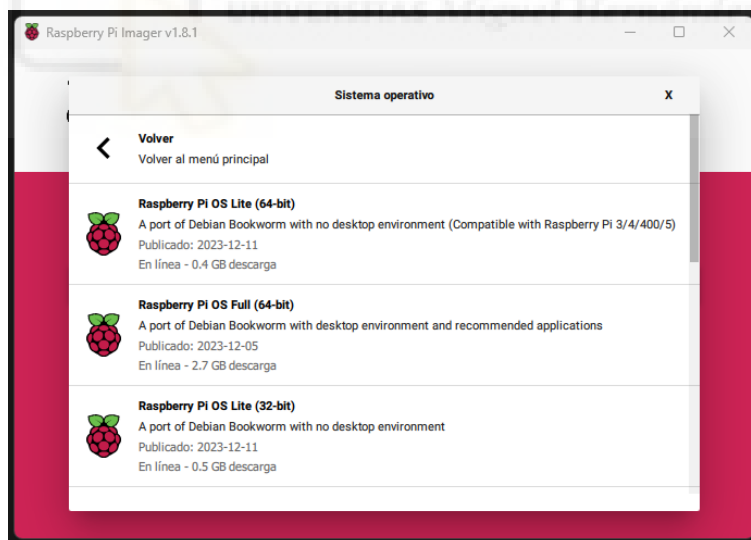 UNIVERSITAS Miguel Hernández
Raspberry Pi Imager v1.8.1
Sistema operativo
X
Volver
Volver al menú principal
Raspberry Pi OS Lite (64-bit)
A port of Debian Bookworm with no desktop environment (Compatible with Raspberry Pi 3/4/400/5)
Publicado: 2023-12-11
En línea - 0.4 GB descarga
Raspberry Pi OS Full (64-bit)
A port of Debian Bookworm with desktop environment and recommended applications
Publicado: 2023-12-05
En línea - 2.7 GB descarga
Raspberry Pi OS Lite (32-bit)
A port of Debian Bookworm with no desktop environment
Publicado: 2023-12-11
En línea - 0.5 GB descarga